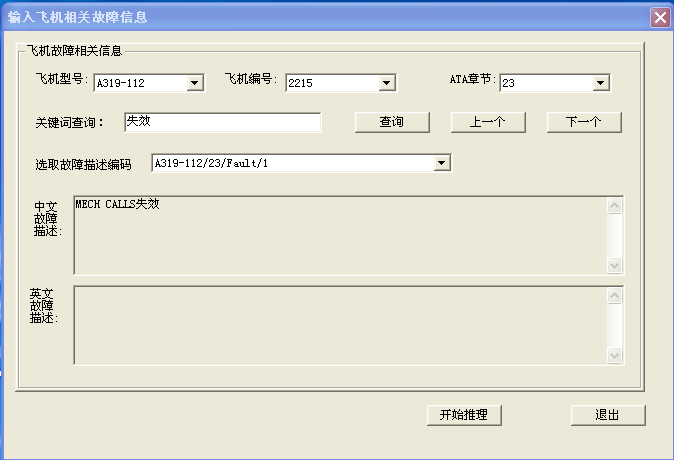 输入飞机相关故障信息
飞机故障相关信息
飞机型号: A319-112 飞机编号: 2215 ATA章节: 23
关键词查询: 失效 查询 上一个 下一个
选取故障描述编码 A319-112/23/Fault/1
中文
故障
描述:
MECH CALLS失效
英文
故障
描述:
开始推理 退出